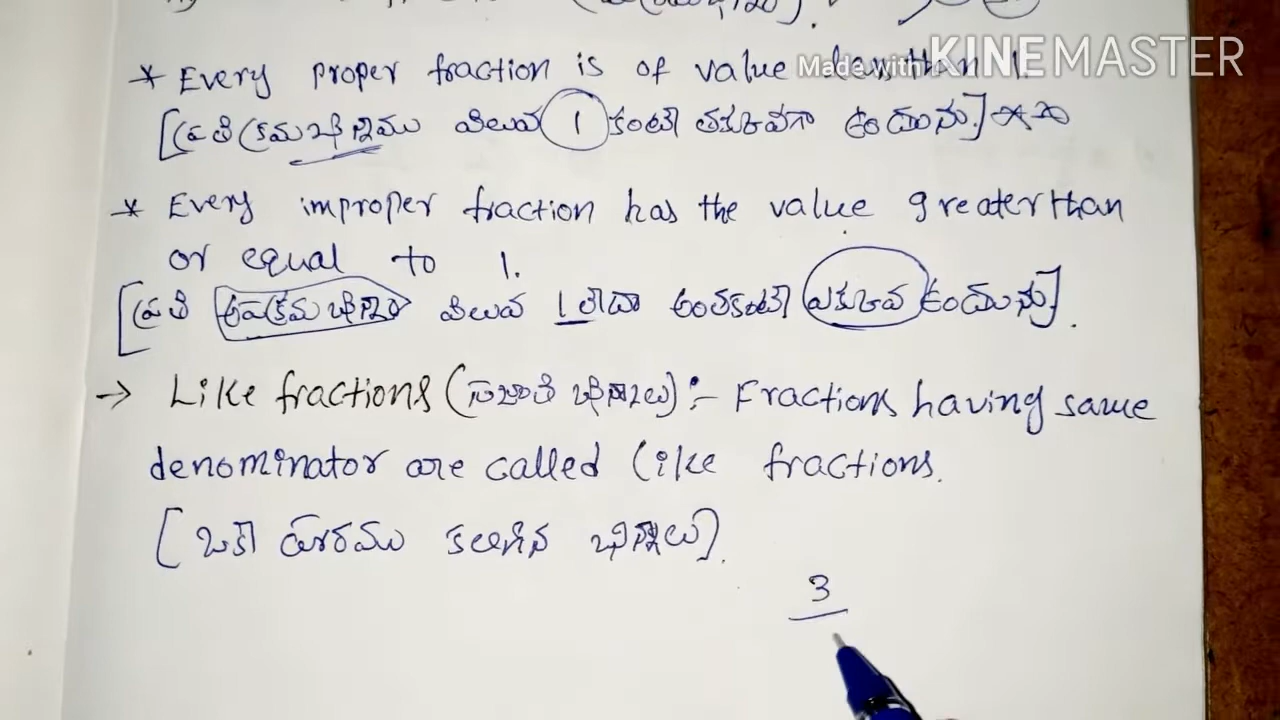 * Every proper fraction is of value less than 1.
Made with KINEMASTER
[ప్రతి క్రమభిన్నము విలువ 1 కంటే తక్కువగా ఉండును.]
* Every improper fraction has the value greater than
or equal to 1.
[ప్రతి అపక్రమ భిన్నం విలువ 1 లేదా అంతకంటే ఎక్కువ ఉండును].
→ Like fractions (సజాతి భిన్నాలు) :- Fractions having same
denominator are called like fractions.
[ఒకే హారము కలిగిన భిన్నాలు].
3